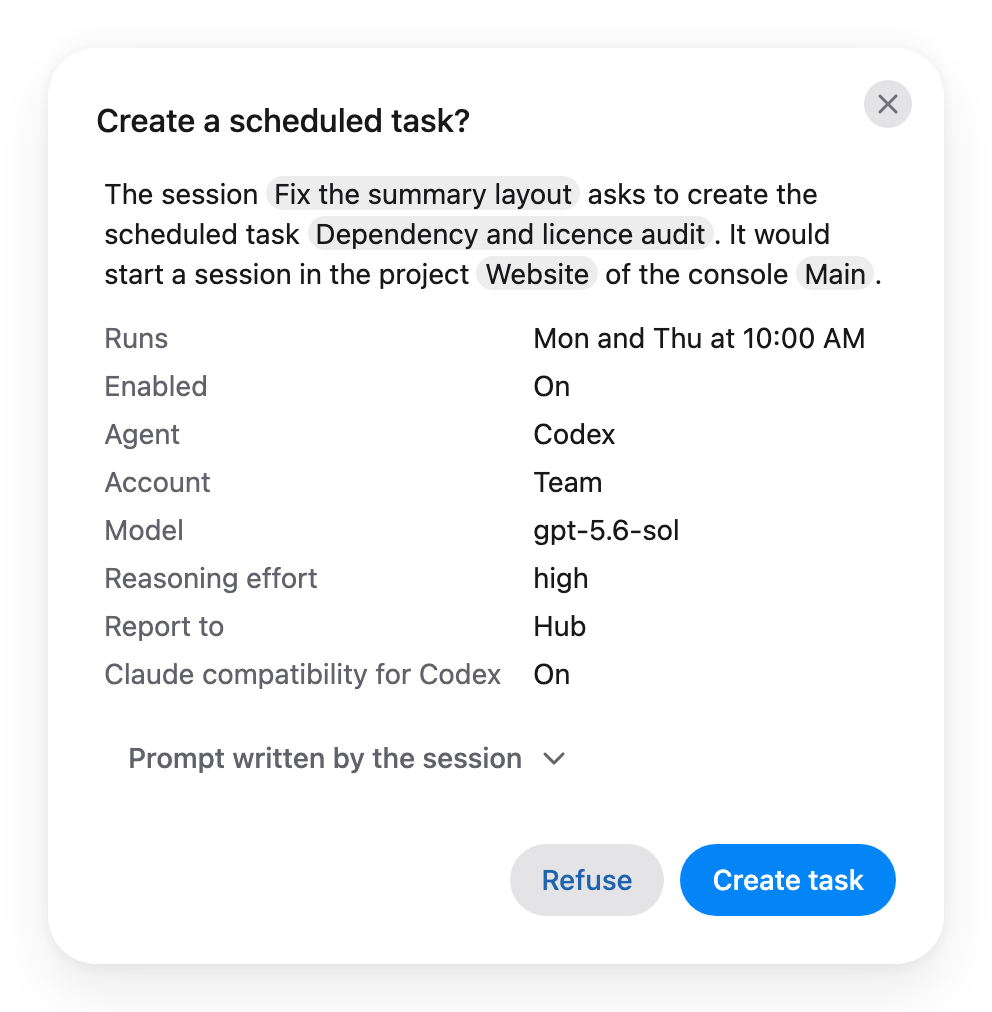 Create a scheduled task?
The session Fix the summary layout asks to create the
scheduled task Dependency and licence audit. It would
start a session in the project Website of the console Main.
Runs Mon and Thu at 10:00 AM
Enabled On
Agent Codex
Account Team
Model gpt-5.6-sol
Reasoning effort high
Report to Hub
Claude compatibility for Codex On
Prompt written by the session
Refuse Create task